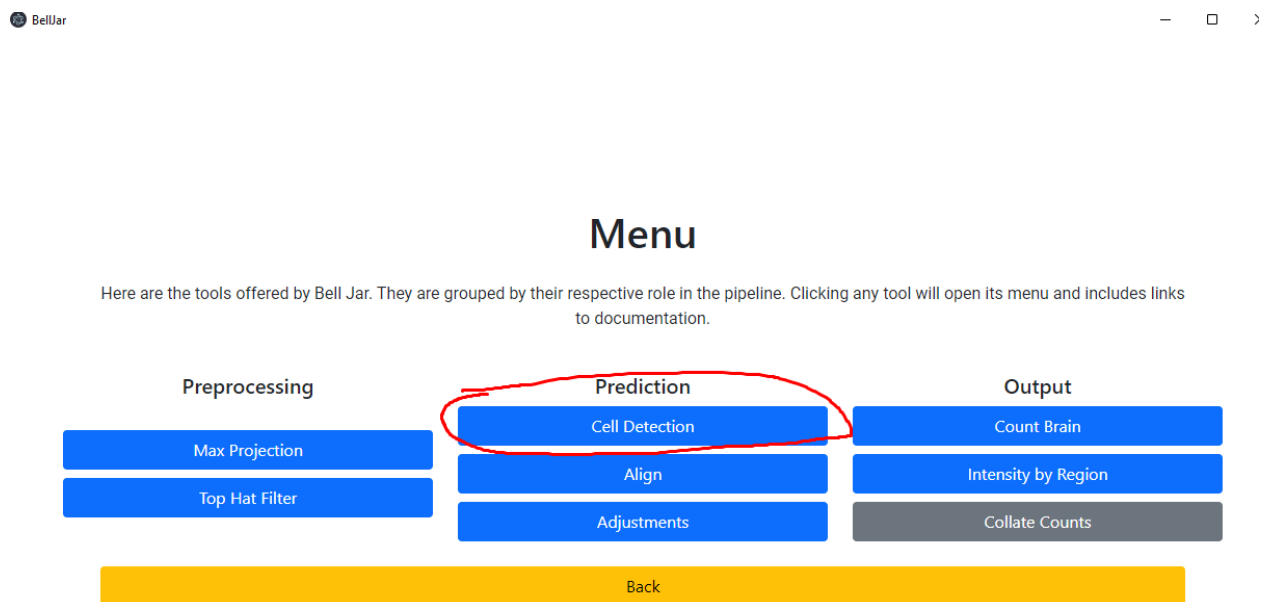 BellJar
Menu
Here are the tools offered by Bell Jar. They are grouped by their respective role in the pipeline. Clicking any tool will open its menu and includes links
to documentation.
Preprocessing
Max Projection
Top Hat Filter
Prediction
Cell Detection
Align
Adjustments
Output
Count Brain
Intensity by Region
Collate Counts
Back